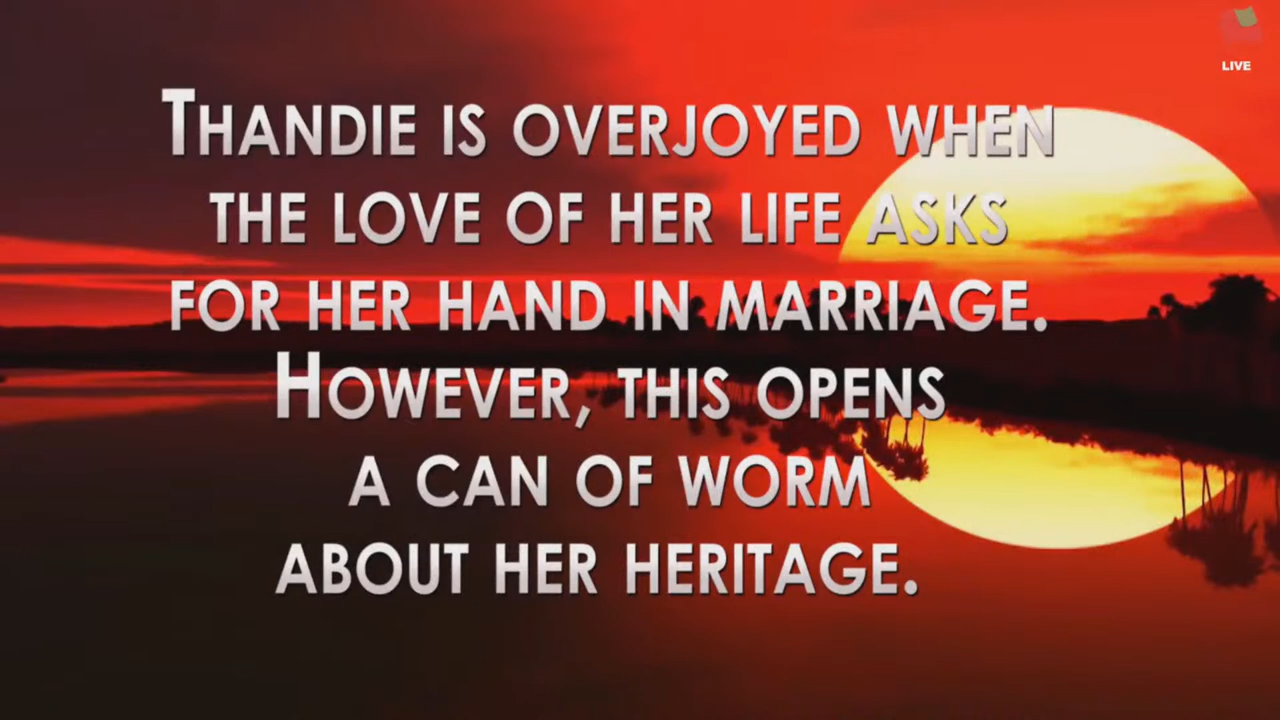 LIVE
THANDIE IS OVERJOYED WHEN
THE LOVE OF HER LIFE ASKS
FOR HER HAND IN MARRIAGE.
HOWEVER, THIS OPENS
A CAN OF WORM
ABOUT HER HERITAGE.